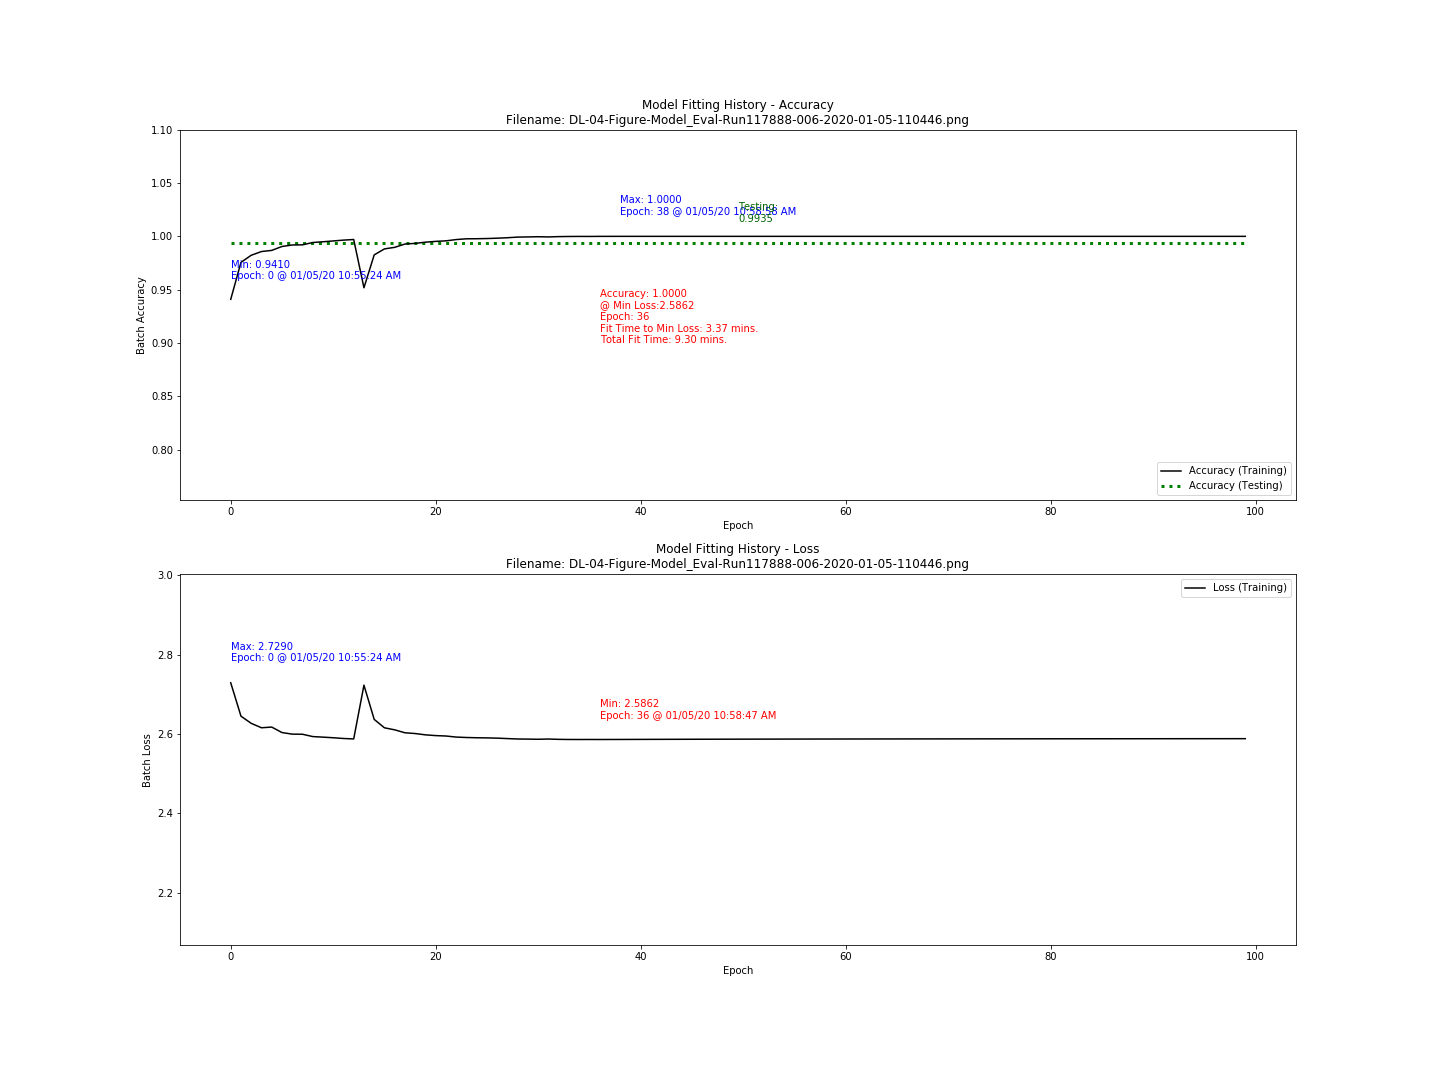 Model Fitting History - Accuracy
Filename: DL-04-Figure-Model_Eval-Run117888-006-2020-01-05-110446.png
1.10
1.05
1.00
0.95
0.90
0.85
0.80
Batch Accuracy
Max: 1.0000
Epoch: 38 @ 01/05/20 10:58:58 AM
Testing
0.9935
Min: 0.9410
Epoch: 0 @ 01/05/20 10:55:24 AM
Accuracy: 1.0000
@ Min Loss:2.5862
Epoch: 36
Fit Time to Min Loss: 3.37 mins.
Total Fit Time: 9.30 mins.
Accuracy (Training)
Accuracy (Testing)
0 20 40 60 80 100
Epoch
Model Fitting History - Loss
Filename: DL-04-Figure-Model_Eval-Run117888-006-2020-01-05-110446.png
3.0
2.8
2.6
2.4
2.2
Batch Loss
Loss (Training)
Max: 2.7290
Epoch: 0 @ 01/05/20 10:55:24 AM
Min: 2.5862
Epoch: 36 @ 01/05/20 10:58:47 AM
0 20 40 60 80 100
Epoch